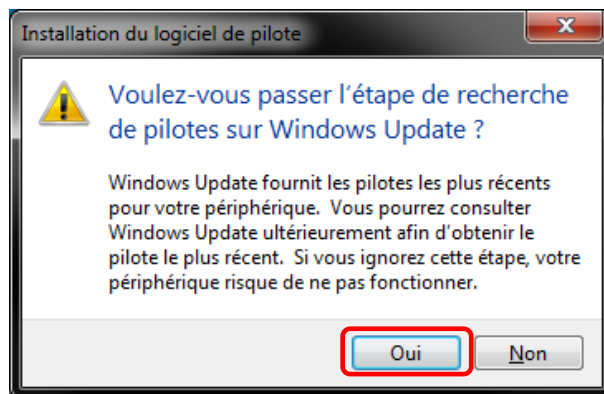 Installation du logiciel de pilote
Voulez-vous passer l'étape de recherche
de pilotes sur Windows Update ?
Windows Update fournit les pilotes les plus récents
pour votre périphérique. Vous pourrez consulter
Windows Update ultérieurement afin d'obtenir le
pilote le plus récent. Si vous ignorez cette étape, votre
périphérique risque de ne pas fonctionner.
Oui Non